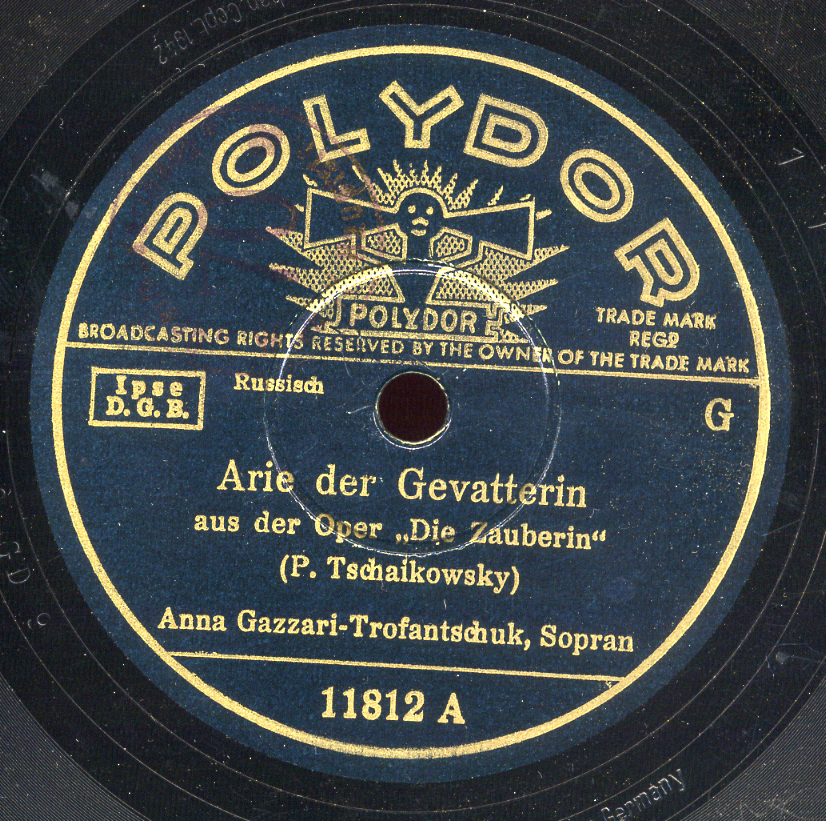 POLYDOR
POLYDOR
TRADE MARK
REGD
BROADCASTING RIGHTS RESERVED BY THE OWNER OF THE TRADE MARK
Ipse
D. G. B.
Russisch
G
Arie der Gevatterin
aus der Oper „Die Zauberin“
(P. Tschaikowsky)
Anna Gazzari-Trofantschuk, Sopran
11812 A
Germany